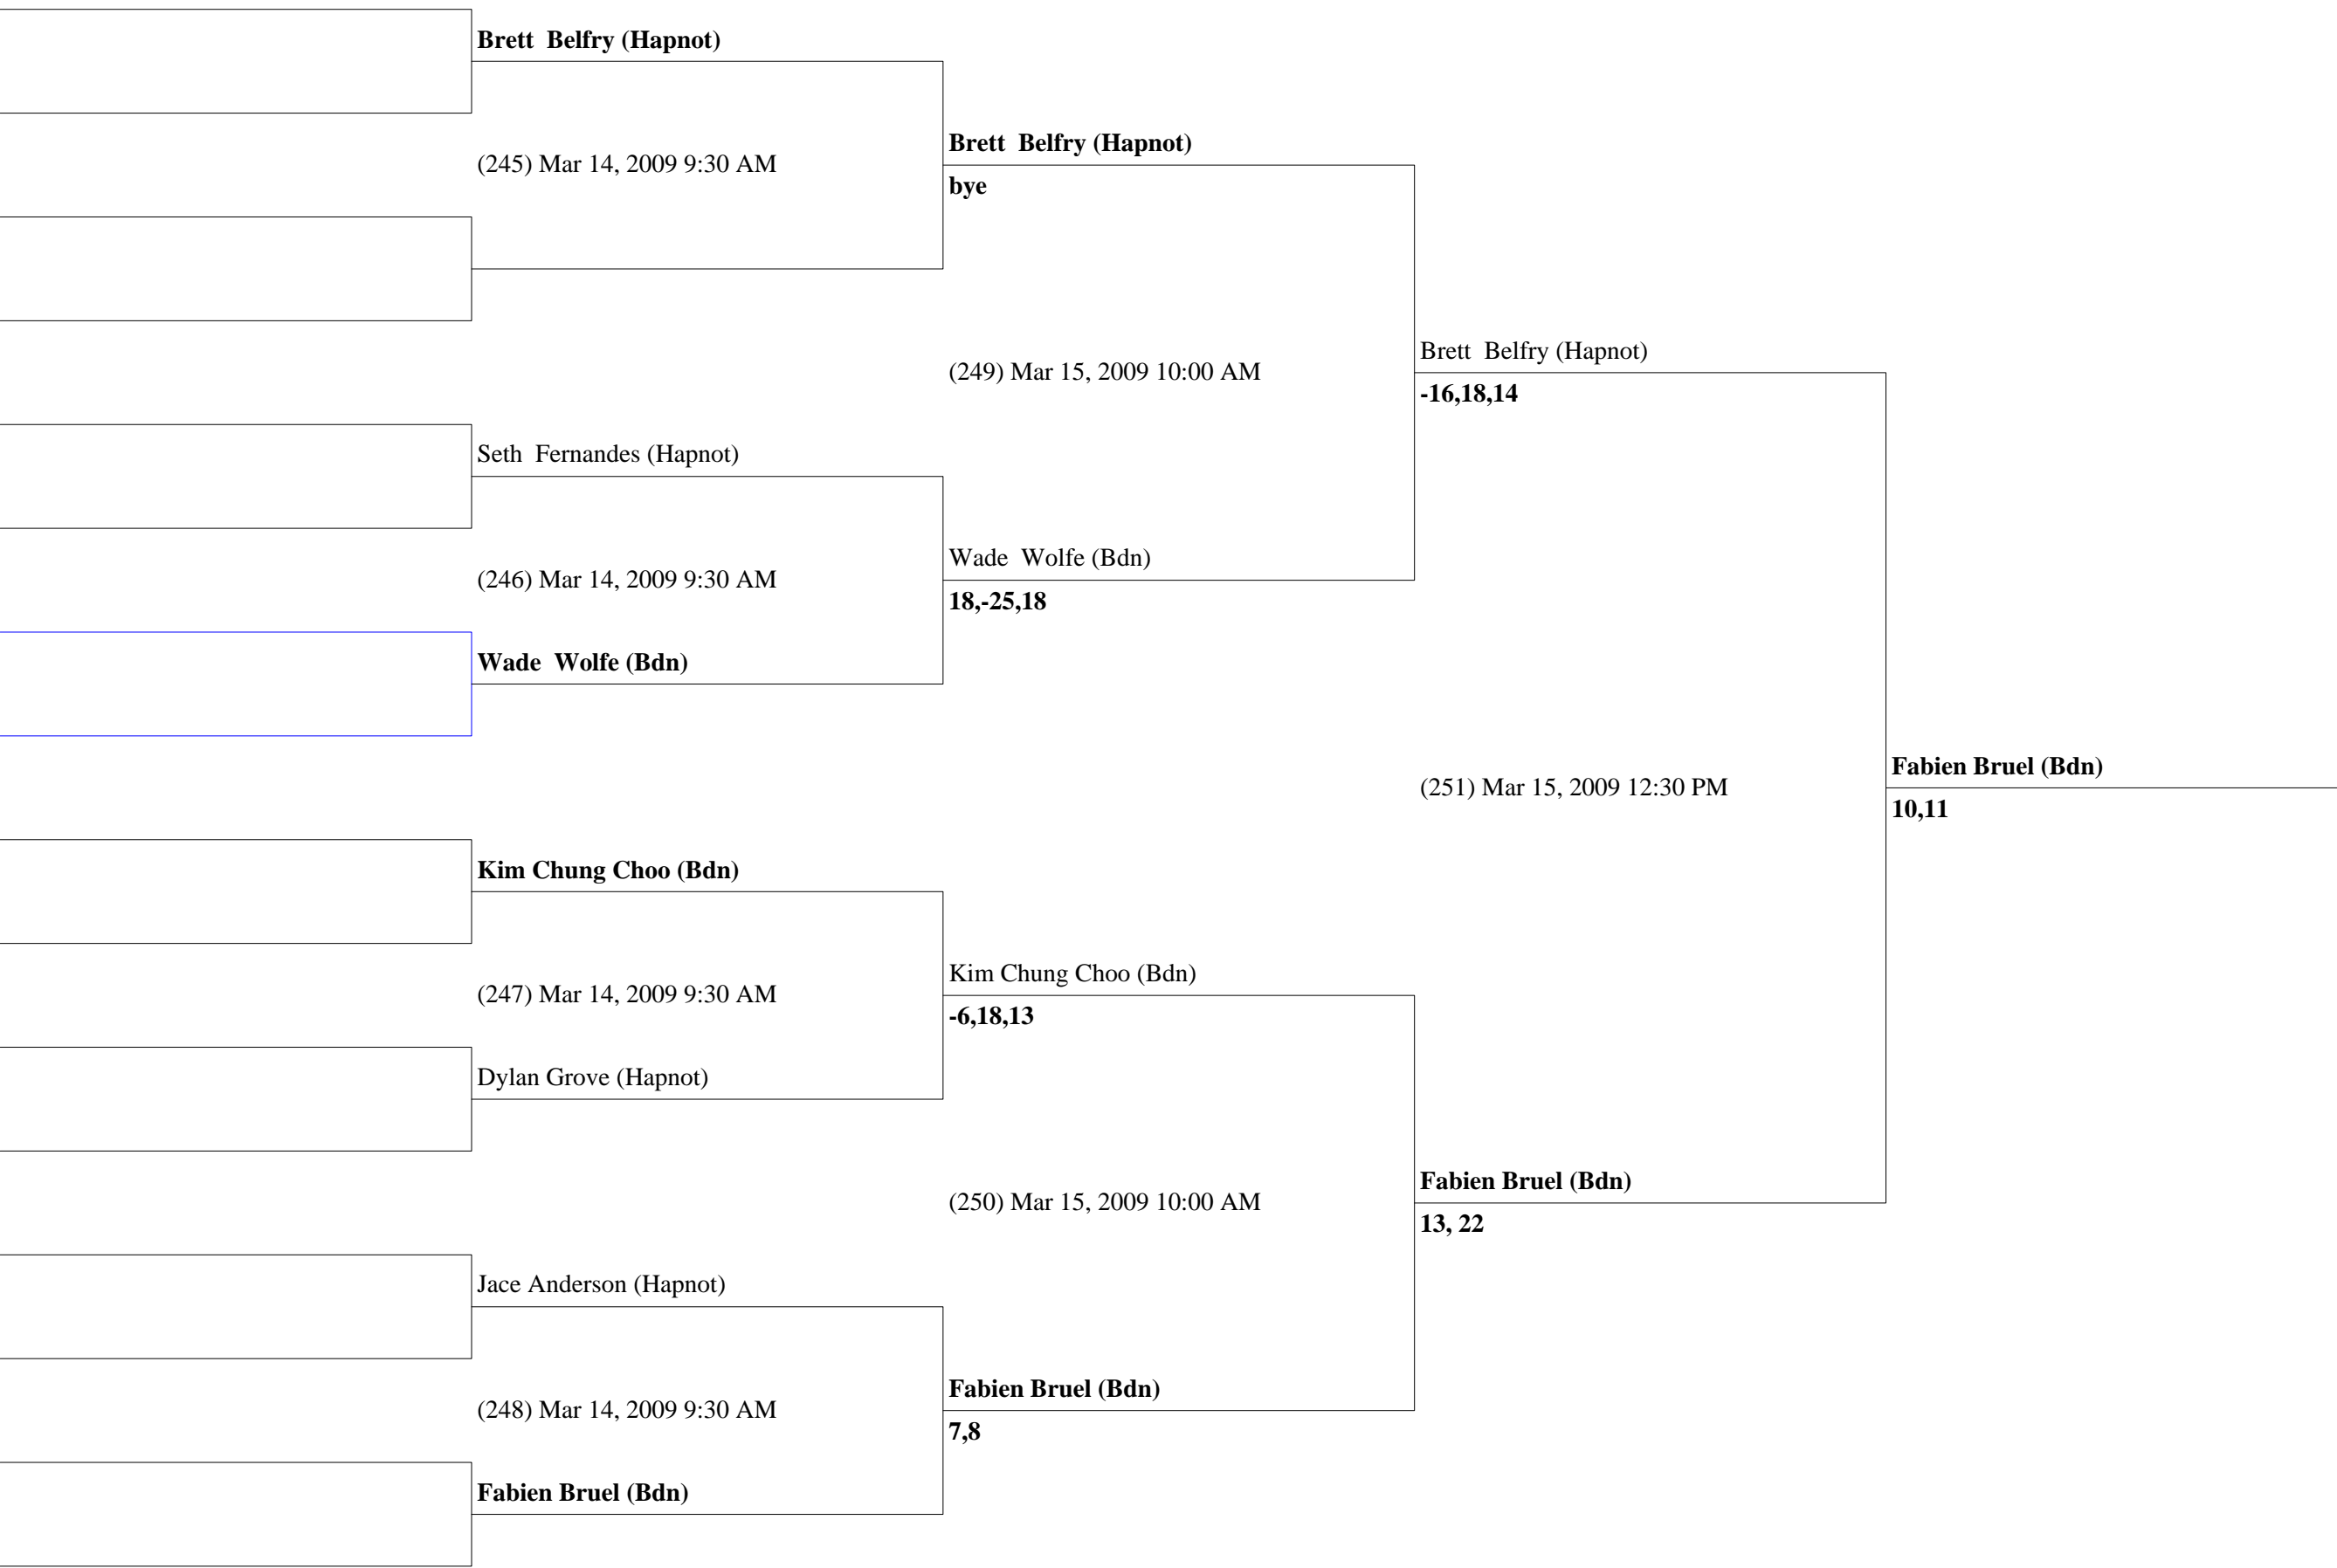 Brett  Belfry (Hapnot)
(245) Mar 14, 2009 9:30 AM
Brett  Belfry (Hapnot)
bye
(249) Mar 15, 2009 10:00 AM
Brett  Belfry (Hapnot)
-16,18,14
Seth  Fernandes (Hapnot)
(246) Mar 14, 2009 9:30 AM
Wade  Wolfe (Bdn)
18,-25,18
Wade  Wolfe (Bdn)
(251) Mar 15, 2009 12:30 PM
Fabien Bruel (Bdn)
10,11
Kim Chung Choo (Bdn)
(247) Mar 14, 2009 9:30 AM
Kim Chung Choo (Bdn)
-6,18,13
Dylan Grove (Hapnot)
(250) Mar 15, 2009 10:00 AM
Fabien Bruel (Bdn)
13, 22
Jace Anderson (Hapnot)
(248) Mar 14, 2009 9:30 AM
Fabien Bruel (Bdn)
7,8
Fabien Bruel (Bdn)